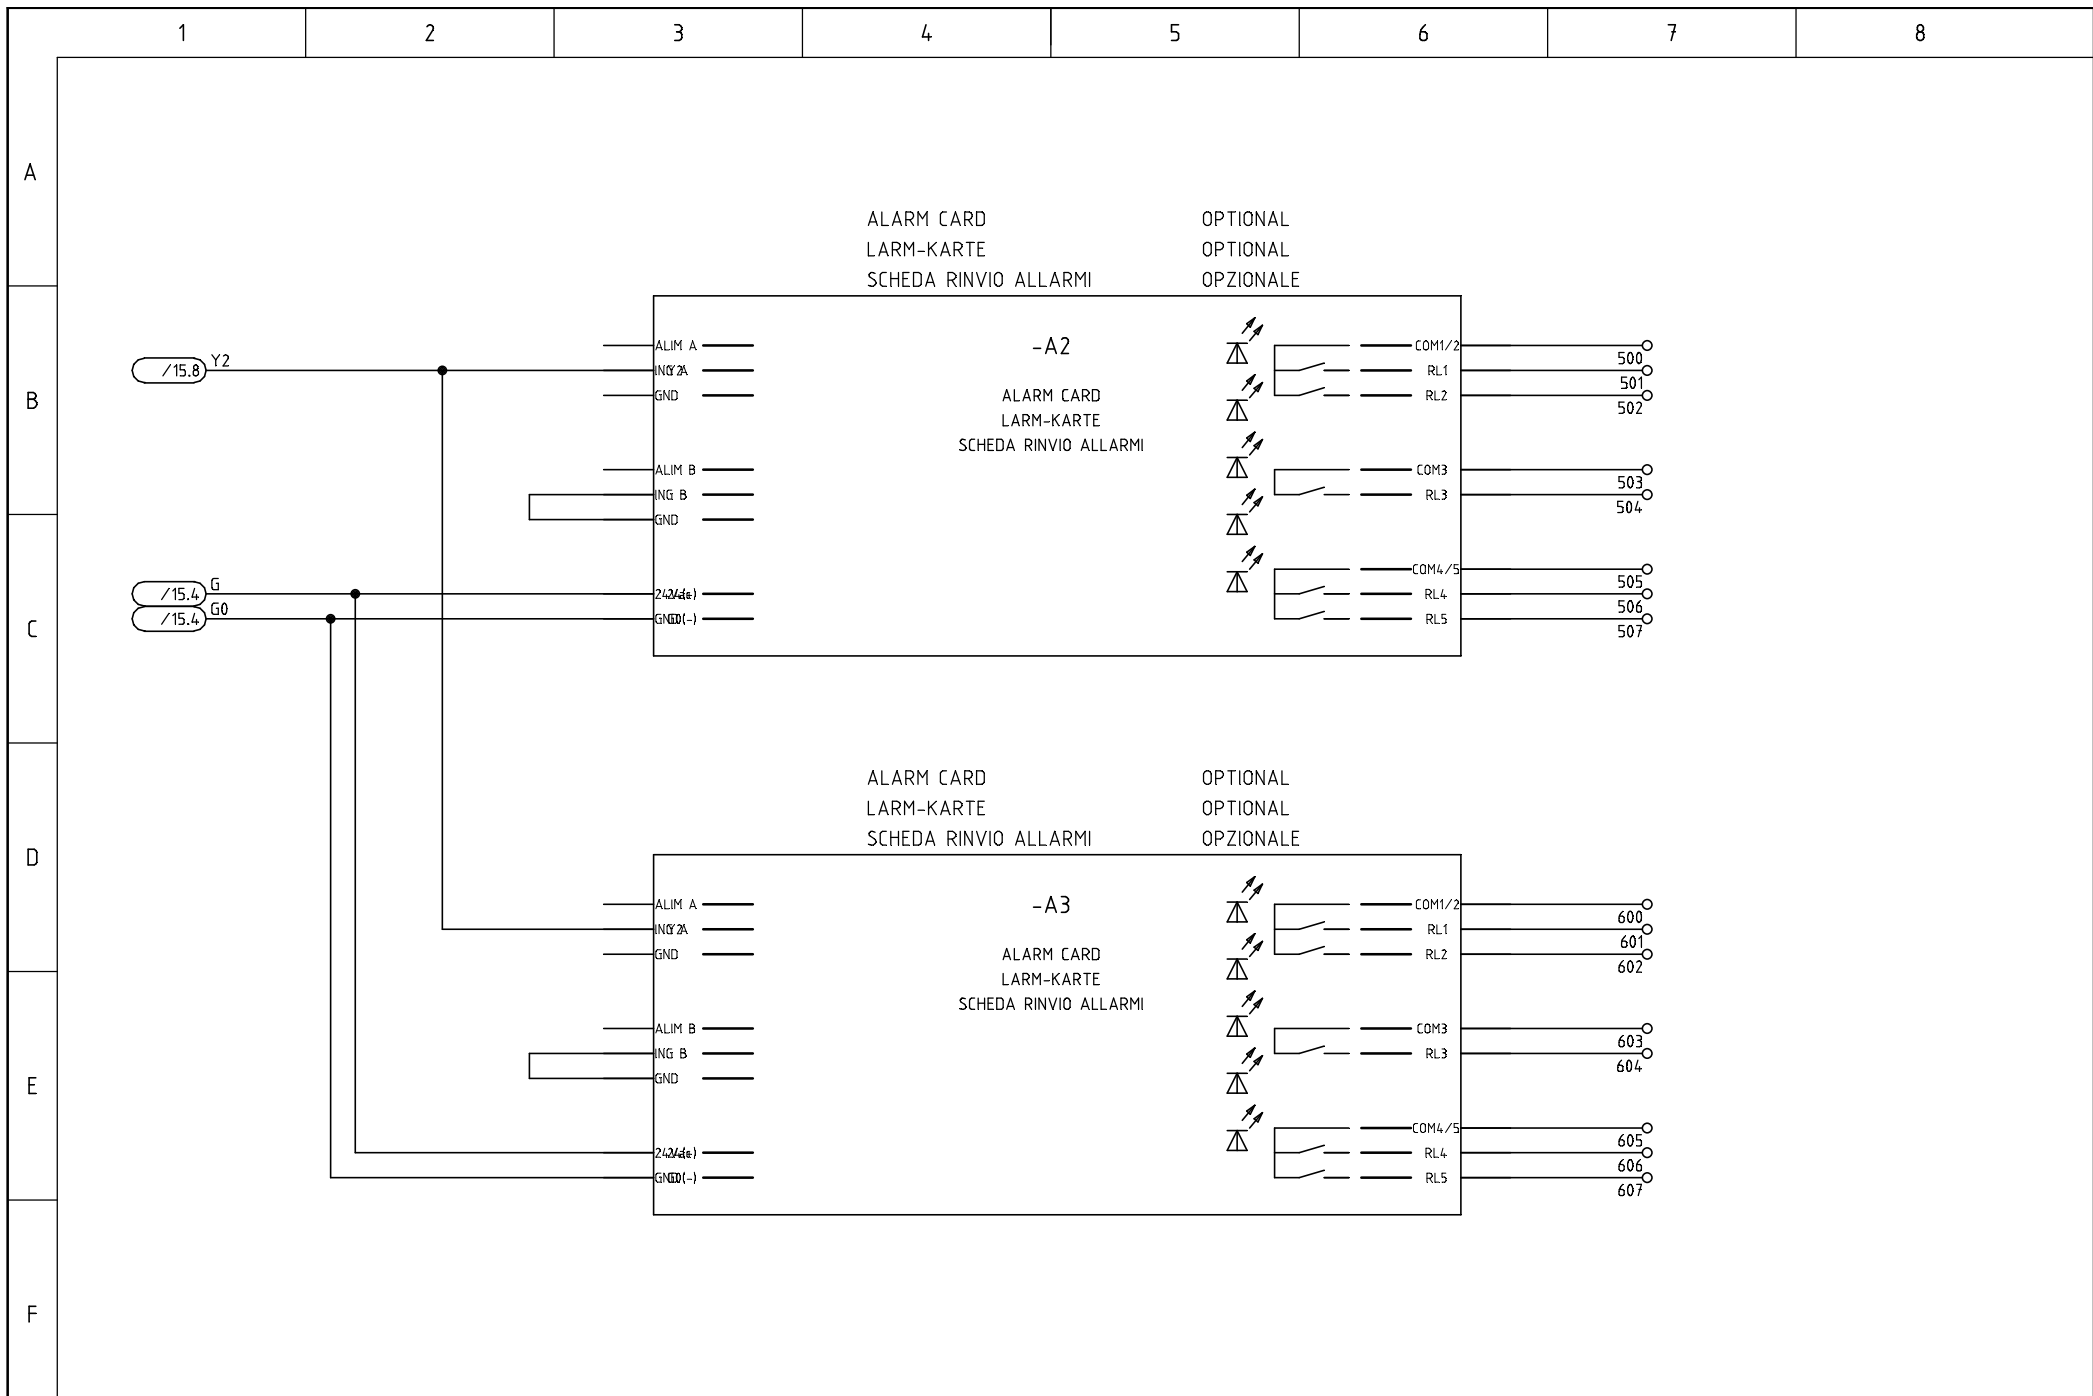 1 2 3 4 5 6 7 8
A
ALARM CARD OPTIONAL
LARM-KARTE OPTIONAL
SCHEDA RINVIO ALLARMI OPZIONALE
B
/15.8 Y2
-A2
ALARM CARD
LARM-KARTE
SCHEDA RINVIO ALLARMI
ALIM A
GND
ALIM B
ING B
GND
COM1/2 500
RL1 501
RL2 502
COM3 503
RL3 504
C
/15.4 G
/15.4 G0
COM4/5 505
RL4 506
RL5 507
D
ALARM CARD OPTIONAL
LARM-KARTE OPTIONAL
SCHEDA RINVIO ALLARMI OPZIONALE
-A3
ALARM CARD
LARM-KARTE
SCHEDA RINVIO ALLARMI
ALIM A
GND
ALIM B
ING B
GND
COM1/2 600
RL1 601
RL2 602
E
COM3 603
RL3 604
COM4/5 605
RL4 606
RL5 607
F